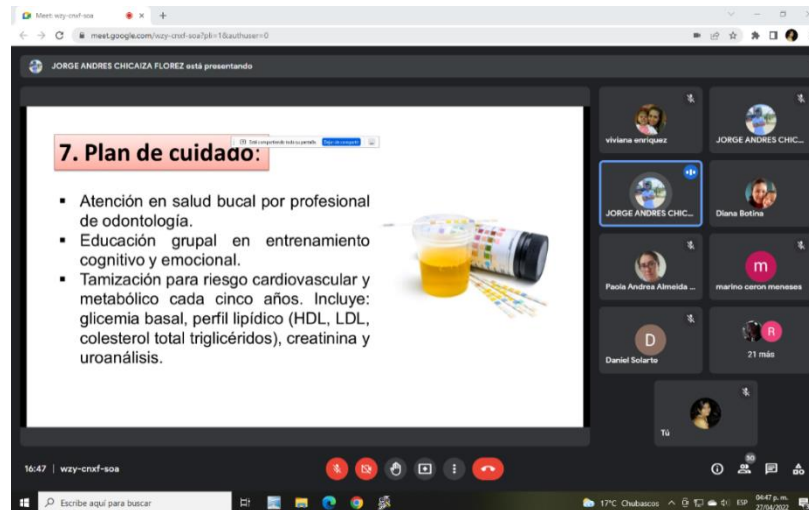 Meet: wzy-cnxf-soa
meet.google.com/wzy-cnxf-soa?pli=1&authuser=0
JORGE ANDRES CHICAIZA FLOREZ está presentando
7. Plan de cuidado:
▪ Atención en salud bucal por profesional
de odontología.
▪ Educación grupal en entrenamiento
cognitivo y emocional.
▪ Tamización para riesgo cardiovascular y
metabólico cada cinco años. Incluye:
glicemia basal, perfil lipídico (HDL, LDL,
colesterol total triglicéridos), creatinina y
uroanálisis.
viviana enriquez
JORGE ANDRES CHIC...
JORGE ANDRES CHIC...
Diana Botina
Paola Andrea Almeida ...
m
marino ceron meneses
D
Daniel Solarte
R
21 más
Tú
16:47 | wzy-cnxf-soa
30
Escribe aquí para buscar
17°C Chubascos
ESP
04:47 p. m.
27/04/2022